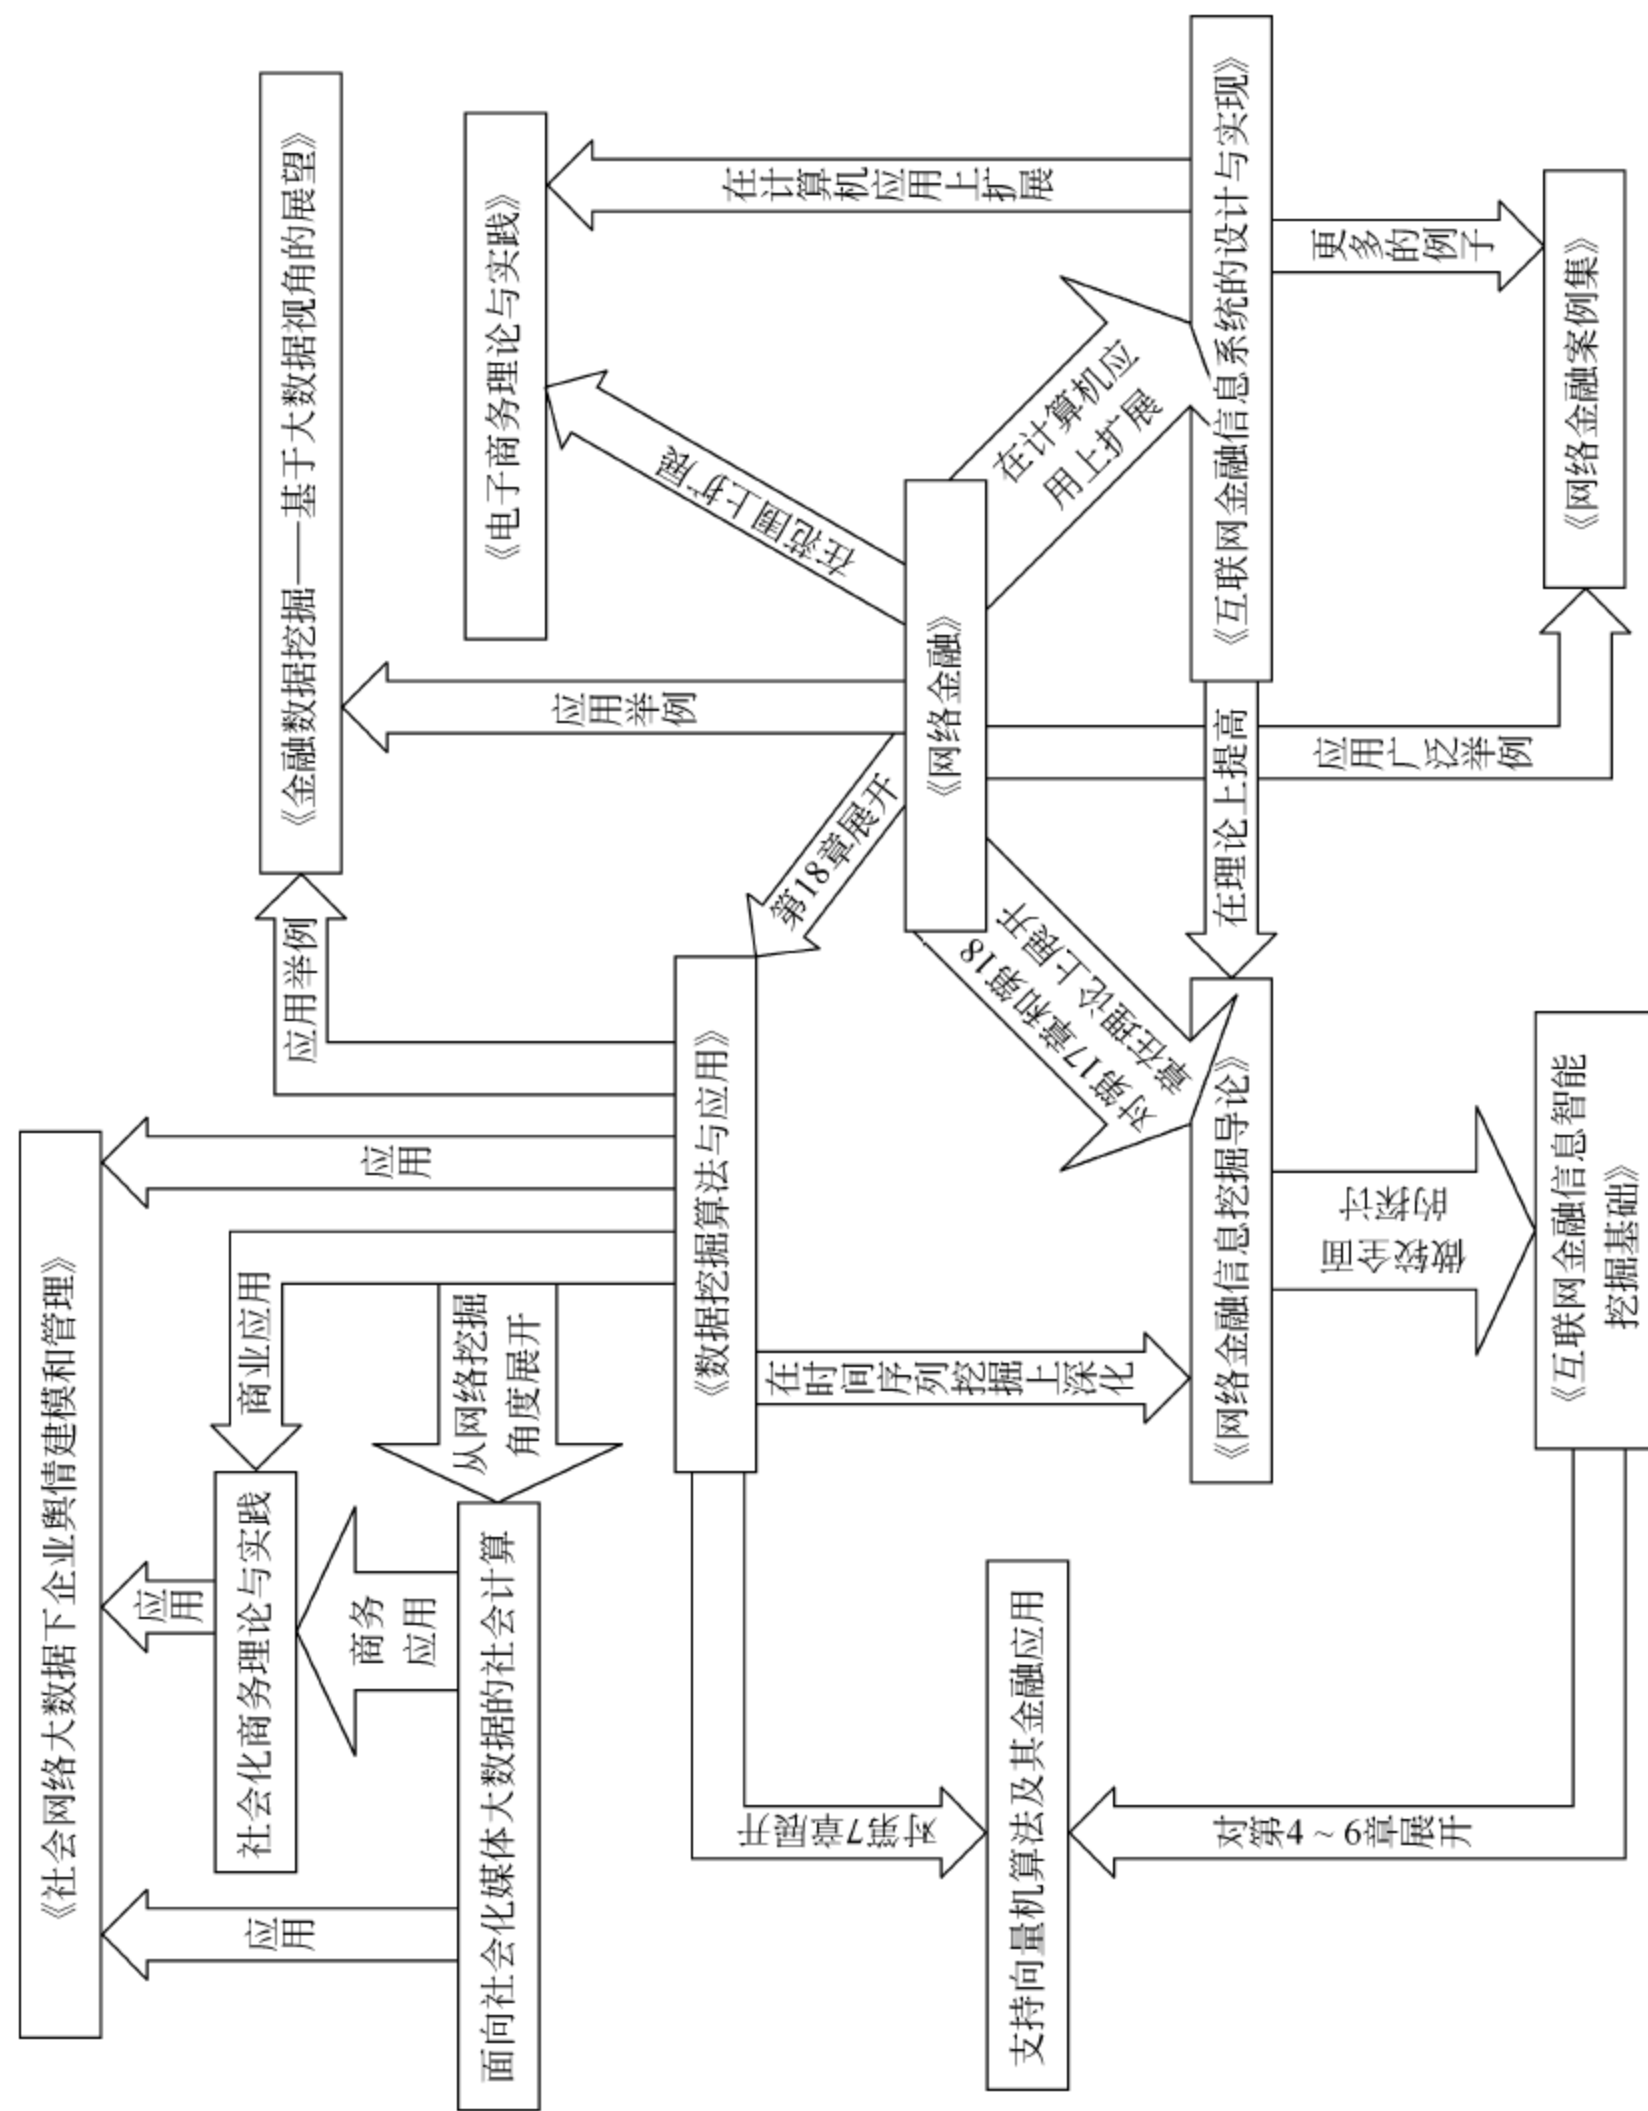 《社会网络大数据下企业舆情建模和管理》
应用
应用
社会化商务理论与实践
商业应用
应用
应用举例
《金融数据挖掘——基于大数据视角的展望》
商务
应用
面向社会化媒体大数据的社会计算
从网络挖掘
角度展开
《电子商务理论与实践》
应用举例
在范围上扩展
在计算机应用上扩展
《数据挖掘算法与应用》
第18章展开
《网络金融》
在计算机应
用上扩展
对第7章展开
在时间序列挖掘上深化
对第17章和第18
章在理论上展开
支持向量机算法及其金融应用
《网络金融信息挖掘导论》
在理论上提高
《互联网金融信息系统的设计与实现》
对第4~6章展开
做较全面
的探讨
应用广泛举例
更多的例子
《互联网金融信息智能
挖掘基础》
《网络金融案例集》